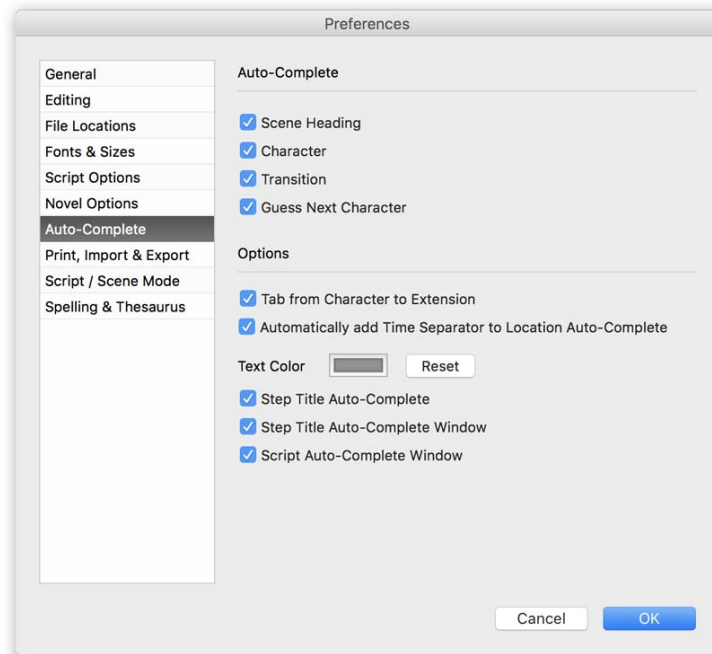 Preferences
General
Editing
File Locations
Fonts & Sizes
Script Options
Novel Options
Auto-Complete
Print, Import & Export
Script / Scene Mode
Spelling & Thesaurus
Auto-Complete
Scene Heading
Character
Transition
Guess Next Character
Options
Tab from Character to Extension
Automatically add Time Separator to Location Auto-Complete
Text Color
Reset
Step Title Auto-Complete
Step Title Auto-Complete Window
Script Auto-Complete Window
Cancel
OK